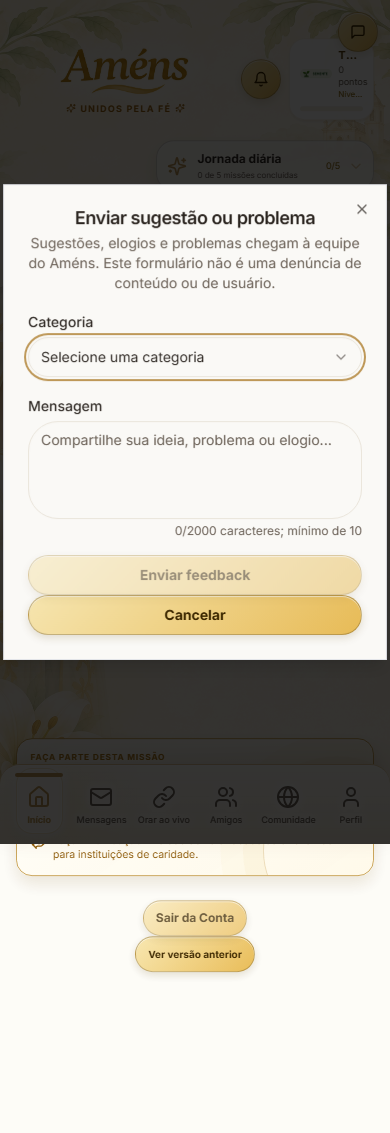 Améns
UNIDOS PELA FÉ
T...
0
pontos
Nive...
Jornada diária
0 de 5 missões concluídas
0/5
Enviar sugestão ou problema
Sugestões, elogios e problemas chegam à equipe
do Améns. Este formulário não é uma denúncia de
conteúdo ou de usuário.
Categoria
Selecione uma categoria
Mensagem
Compartilhe sua ideia, problema ou elogio...
0/2000 caracteres; mínimo de 10
Enviar feedback
Cancelar
FAÇA PARTE DESTA MISSÃO
Início
Mensagens
Orar ao vivo
Amigos
Comunidade
Perfil
para instituições de caridade.
Sair da Conta
Ver versão anterior